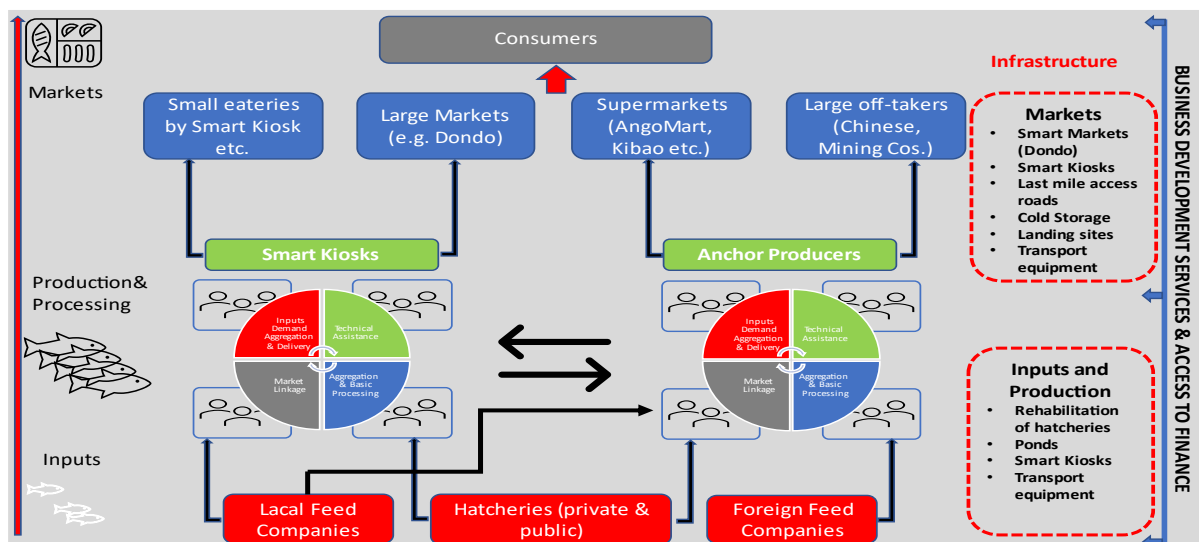 Consumers
Markets
Small eateries
by Smart Kiosk
etc.
Large Markets
(e.g. Dondo)
Supermarkets
(AngoMart,
Kibao etc.)
Large off-takers
(Chinese,
Mining Cos.)
Smart Kiosks
Anchor Producers
Production&
Processing
Inputs
Demand
Aggregation
& Delivery
Technical
Assistance
Market
Linkage
Aggregation
& Basic
Processing
Inputs
Demand
Aggregation
& Delivery
Technical
Assistance
Market
Linkage
Aggregation
& Basic
Processing
Inputs
Lacal Feed
Companies
Hatcheries (private &
public)
Foreign Feed
Companies
Infrastructure
Markets
• Smart Markets
(Dondo)
• Smart Kiosks
• Last mile access
roads
• Cold Storage
• Landing sites
• Transport
equipment
Inputs and
Production
• Rehabilitation
of hatcheries
• Ponds
• Smart Kiosks
• Transport
equipment
BUSINESS DEVELOPMENT SERVICES & ACCESS TO FINANCE